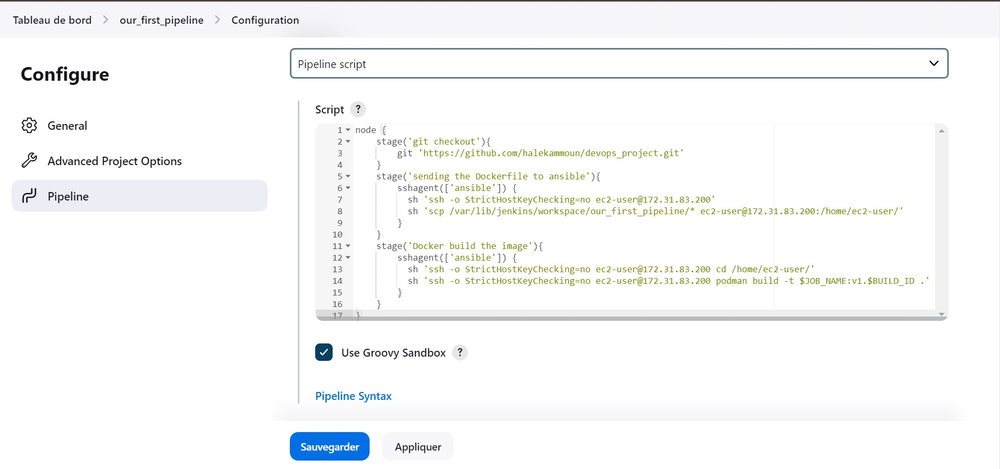 Tableau de bord > our_first_pipeline > Configuration
Configure
General
Advanced Project Options
Pipeline
Pipeline script
Script ?
1 node {
2     stage('git checkout'){
3         git 'https://github.com/halekammoun/devops_project.git'
4     }
5     stage('sending the Dockerfile to ansible'){
6         sshagent(['ansible']) {
7           sh 'ssh -o StrictHostKeyChecking=no ec2-user@172.31.83.200'
8           sh 'scp /var/lib/jenkins/workspace/our_first_pipeline/* ec2-user@172.31.83.200:/home/ec2-user/'
9         }
10     }
11     stage('Docker build the image'){
12         sshagent(['ansible']) {
13           sh 'ssh -o StrictHostKeyChecking=no ec2-user@172.31.83.200 cd /home/ec2-user/'
14           sh 'ssh -o StrictHostKeyChecking=no ec2-user@172.31.83.200 podman build -t $JOB_NAME:v1.$BUILD_ID .'
15         }
16     }
17 }
Use Groovy Sandbox ?
Pipeline Syntax
Sauvegarder
Appliquer